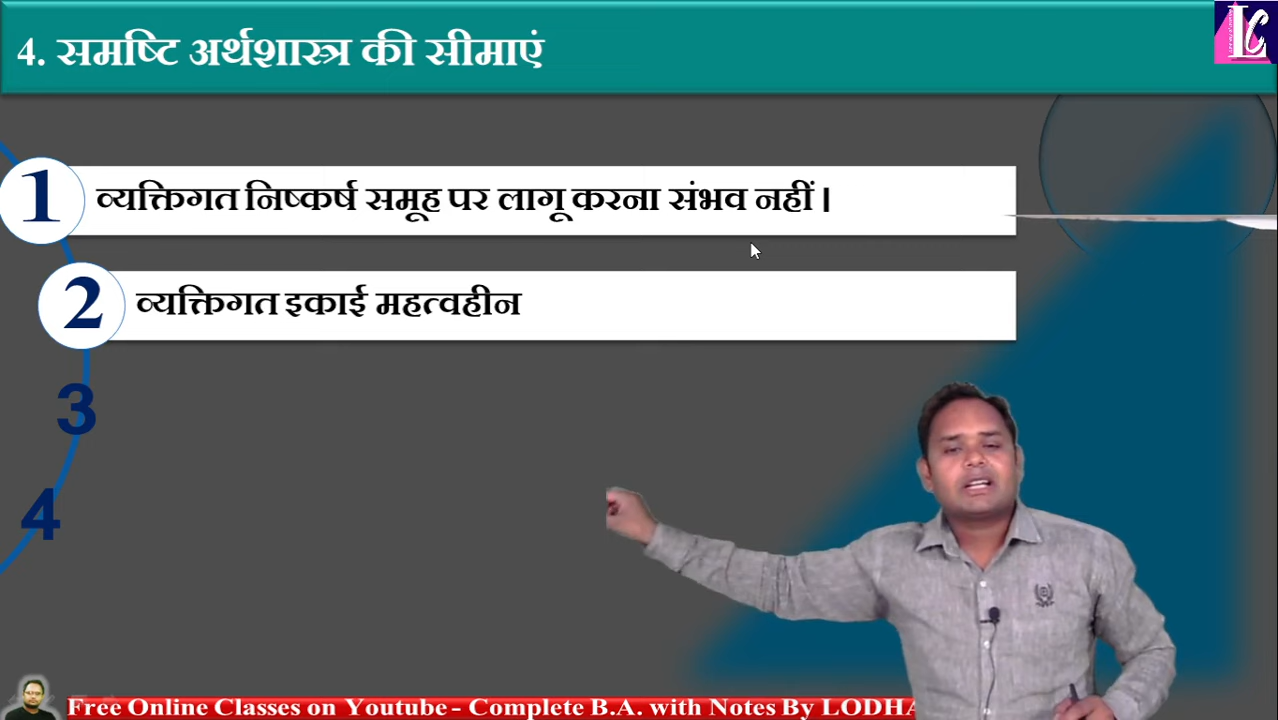 4. समष्टि अर्थशास्त्र की सीमाएं
LC
1 व्यक्तिगत निष्कर्ष समूह पर लागू करना संभव नहीं।
2 व्यक्तिगत इकाई महत्वहीन
3
4
Free Online Classes on Youtube - Complete B.A. with Notes By LODHA